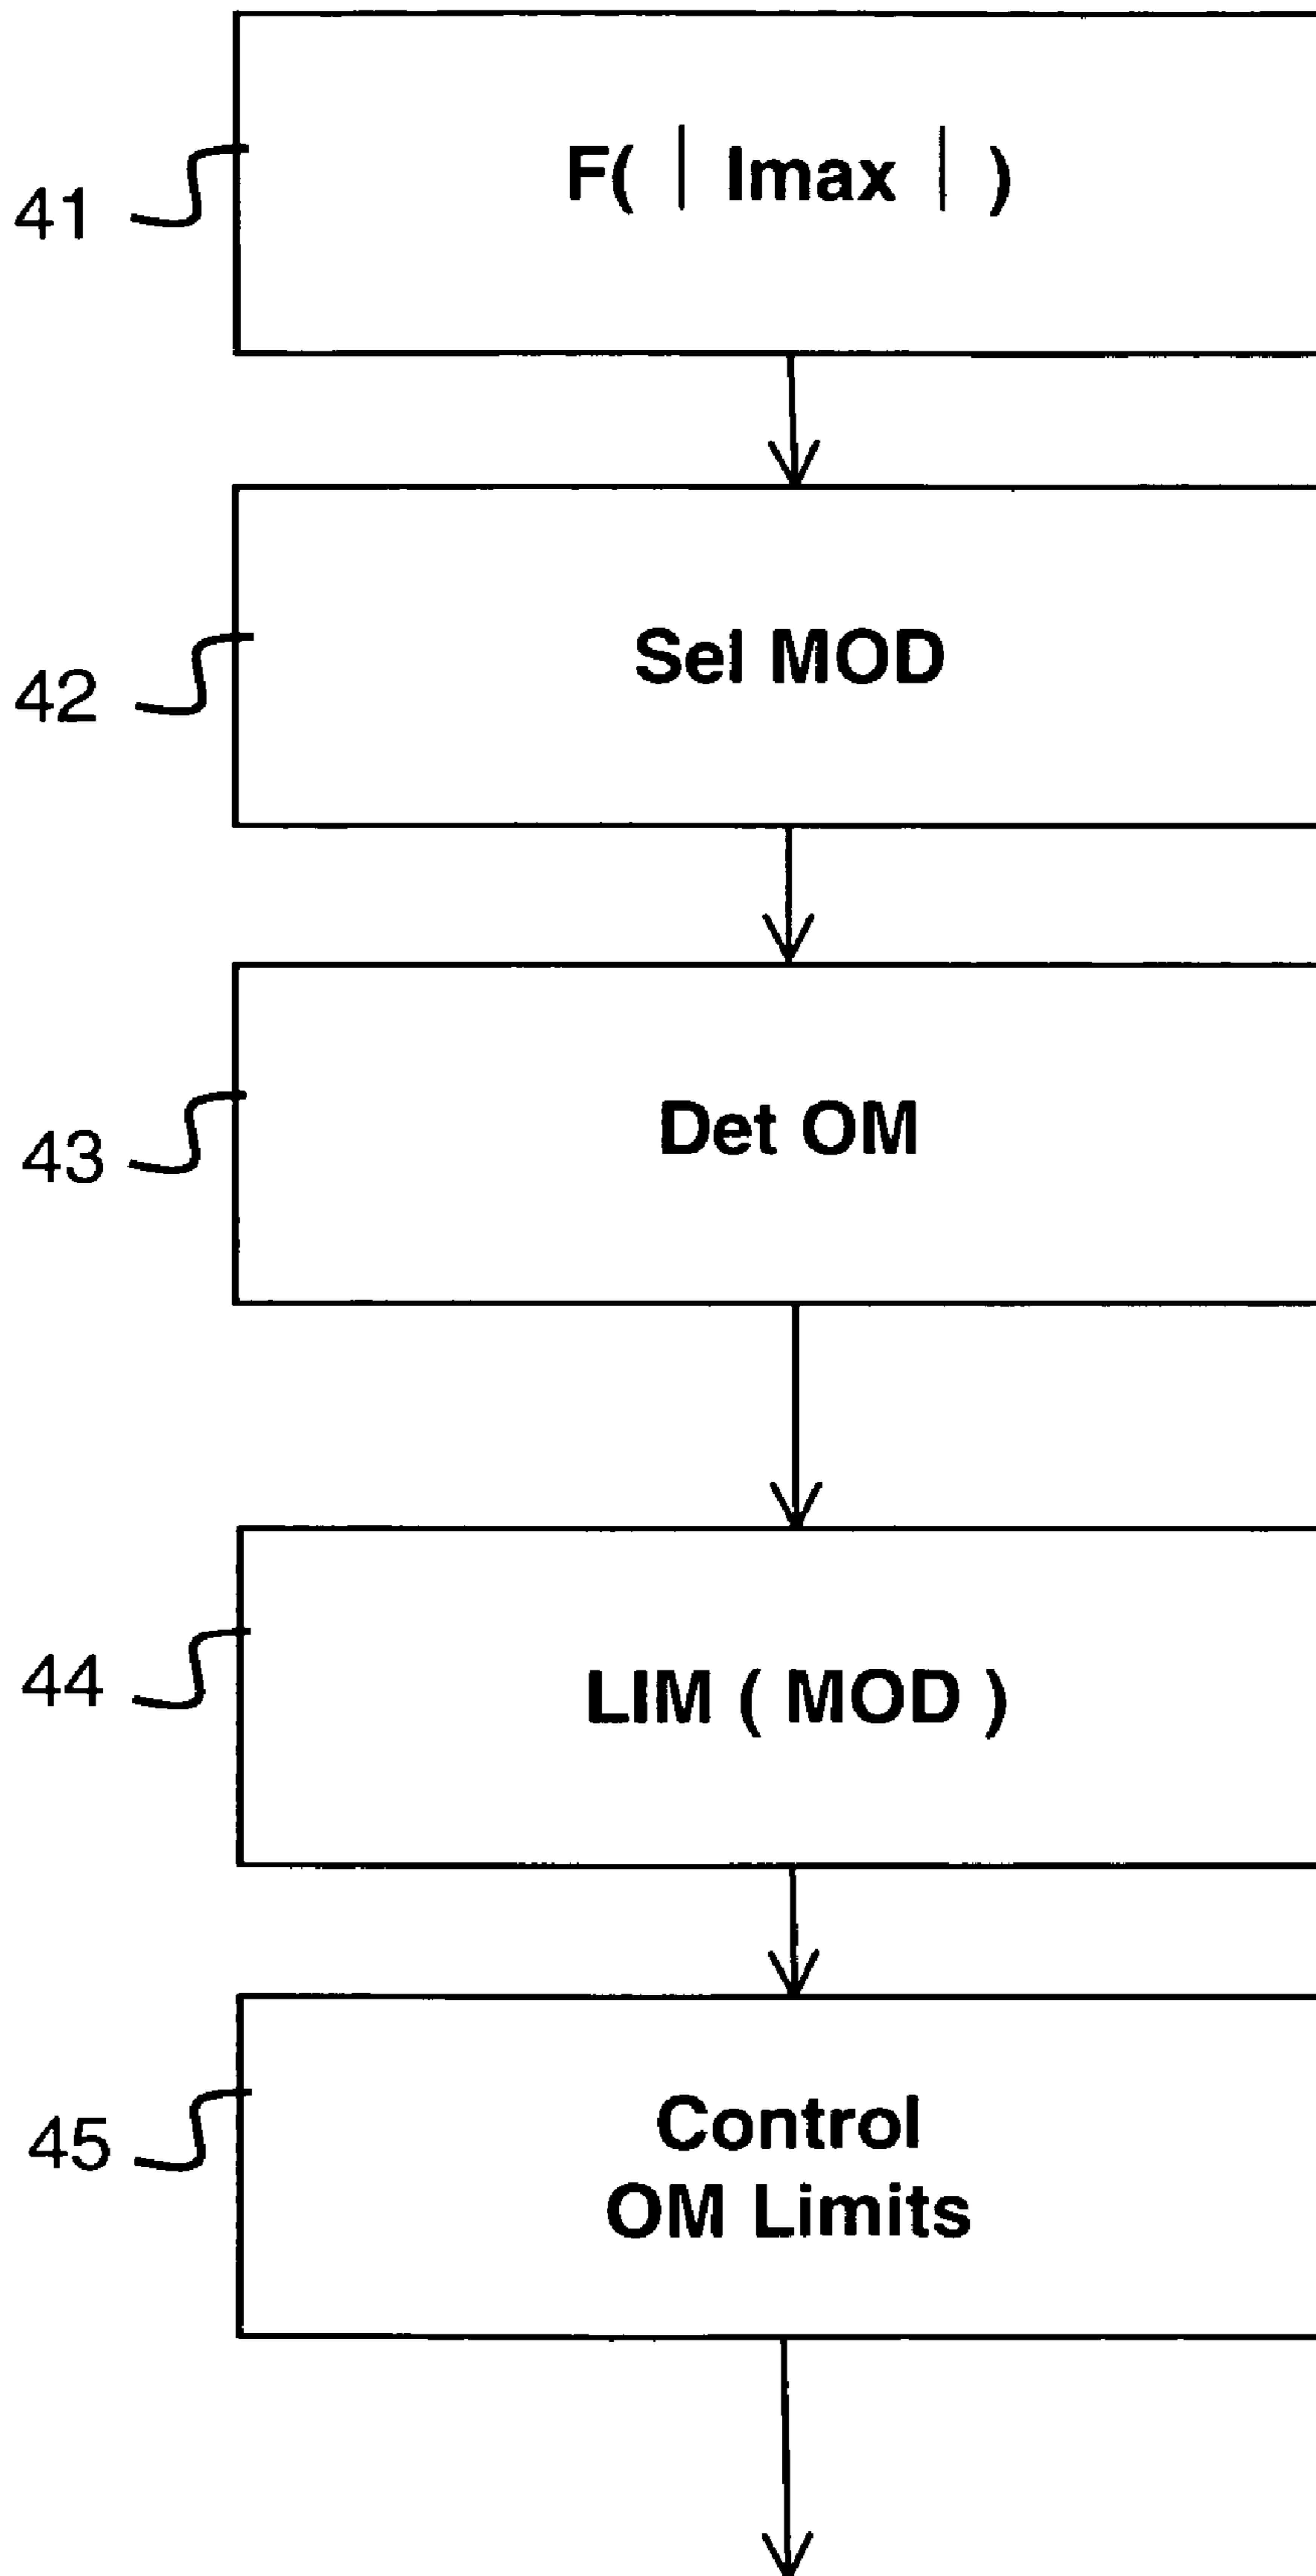 41
F( | Imax | )
42
Sel MOD
43
Det OM
44
LIM ( MOD )
45
Control
OM Limits